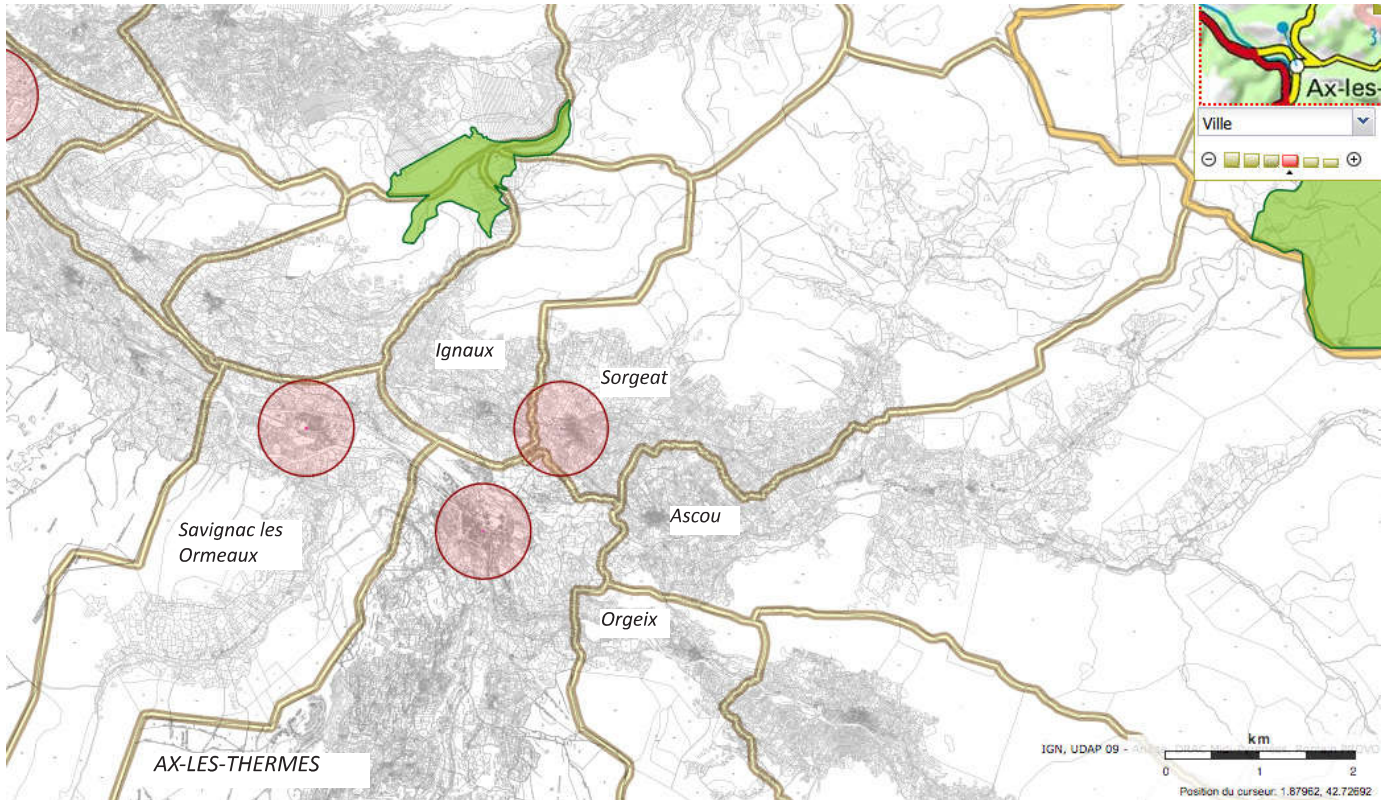 3
Ax-les-
Ville
Ignaux
Sorgeat
Savignac les
Ormeaux
Ascou
Orgeix
AX-LES-THERMES
IGN, UDAP 09 -
km
0 1 2
Position du curseur: 1.87962, 42.72692